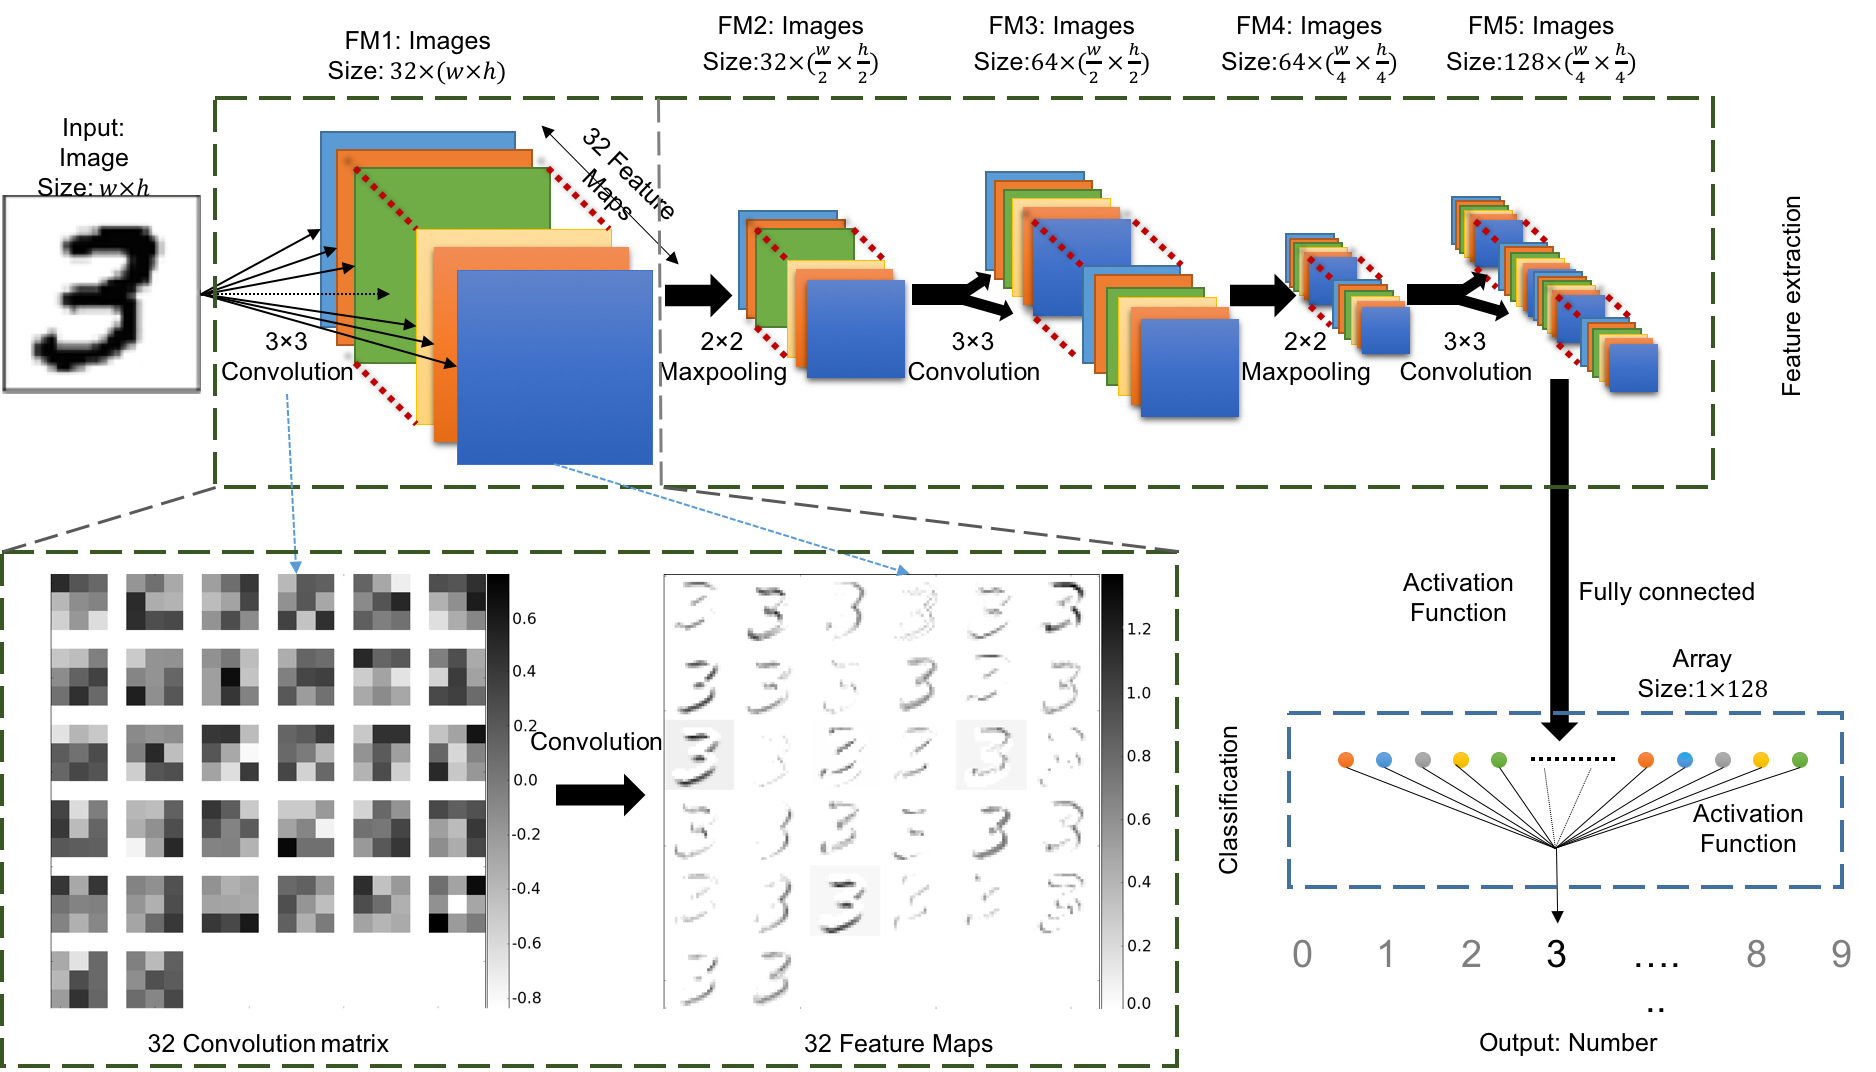 FM1: Images
Size: 32×(w×h)
FM2: Images
Size:32×(w/2×h/2)
FM3: Images
Size:64×(w/2×h/2)
FM4: Images
Size:64×(w/4×h/4)
FM5: Images
Size:128×(w/4×h/4)
Input:
Image
Size: w×h
3
32 Feature
Maps
3×3
Convolution
2×2
Maxpooling
3×3
Convolution
2×2
Maxpooling
3×3
Convolution
Feature extraction
0.6
0.4
0.2
0.0
-0.2
-0.4
-0.6
-0.8
32 Convolution matrix
Convolution
1.2
1.0
0.8
0.6
0.4
0.2
0.0
32 Feature Maps
Activation
Function
Fully connected
Array
Size:1×128
Classification
Activation
Function
0 1 2 3 ....
.. 8 9
Output: Number